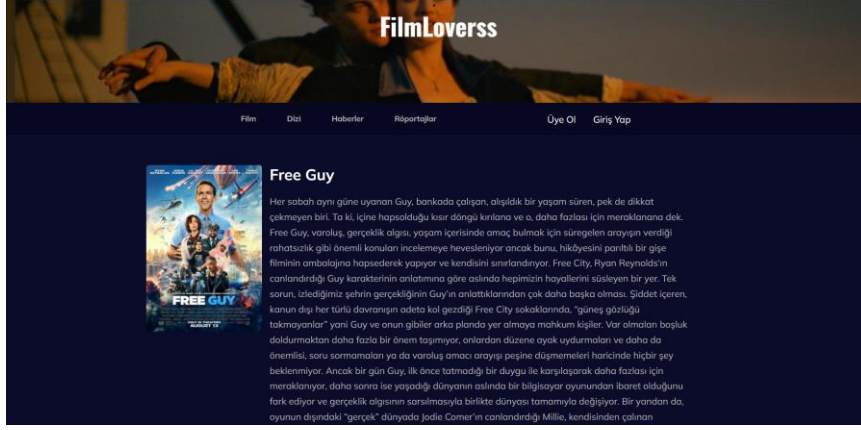 FilmLoverss
Film Dizi Haberler Röportajlar Üye Ol Giriş Yap
Free Guy
Her sabah aynı güne uyanan Guy, bankada çalışan, alışıldık bir yaşam süren, pek de dikkat
çekmeyen biri. Ta ki, içine hapsolduğu kısır döngü kırılana ve o, daha fazlası için meraklanana dek.
Free Guy, varoluş, gerçeklik algısı, yaşam içerisinde amaç bulmak için süregelen arayışın verdiği
rahatsızlık gibi önemli konuları incelemeye hevesleniyor ancak bunu, hikâyesini parıltılı bir gişe
filminin ambalajına hapsederek yapıyor ve kendisini sınırlandırıyor. Free City, Ryan Reynolds'ın
canlandırdığı Guy karakterinin anlatımına göre aslında hepimizin hayallerini süsleyen bir yer. Tek
sorun, izlediğimiz şehrin gerçekliğinin Guy'ın anlattıklarından çok daha başka olması. Şiddet içeren,
kanun dışı her türlü davranışın adeta kol gezdiği Free City sokaklarında, "güneş gözlüğü
takmayanlar" yani Guy ve onun gibiler arka planda yer almaya mahkum kişiler. Var olmaları boşluk
doldurmaktan daha fazla bir önem taşımıyor, onlardan düzene ayak uydurmaları ve daha da
önemlisi, soru sormamaları ya da varoluş amacı arayışı peşine düşmemeleri haricinde hiçbir şey
beklenmiyor. Ancak bir gün Guy, ilk önce tatmadığı bir duygu ile karşılaşarak daha fazlası için
meraklanıyor, daha sonra ise yaşadığı dünyanın aslında bir bilgisayar oyunundan ibaret olduğunu
fark ediyor ve gerçeklik algısının sarsılmasıyla birlikte dünyası tamamıyla değişiyor. Bir yandan da,
oyunun dışındaki "gerçek" dünyada Jodie Comer'ın canlandırdığı Millie, kendisinden çalınan
FREE GUY
AUGUST 13